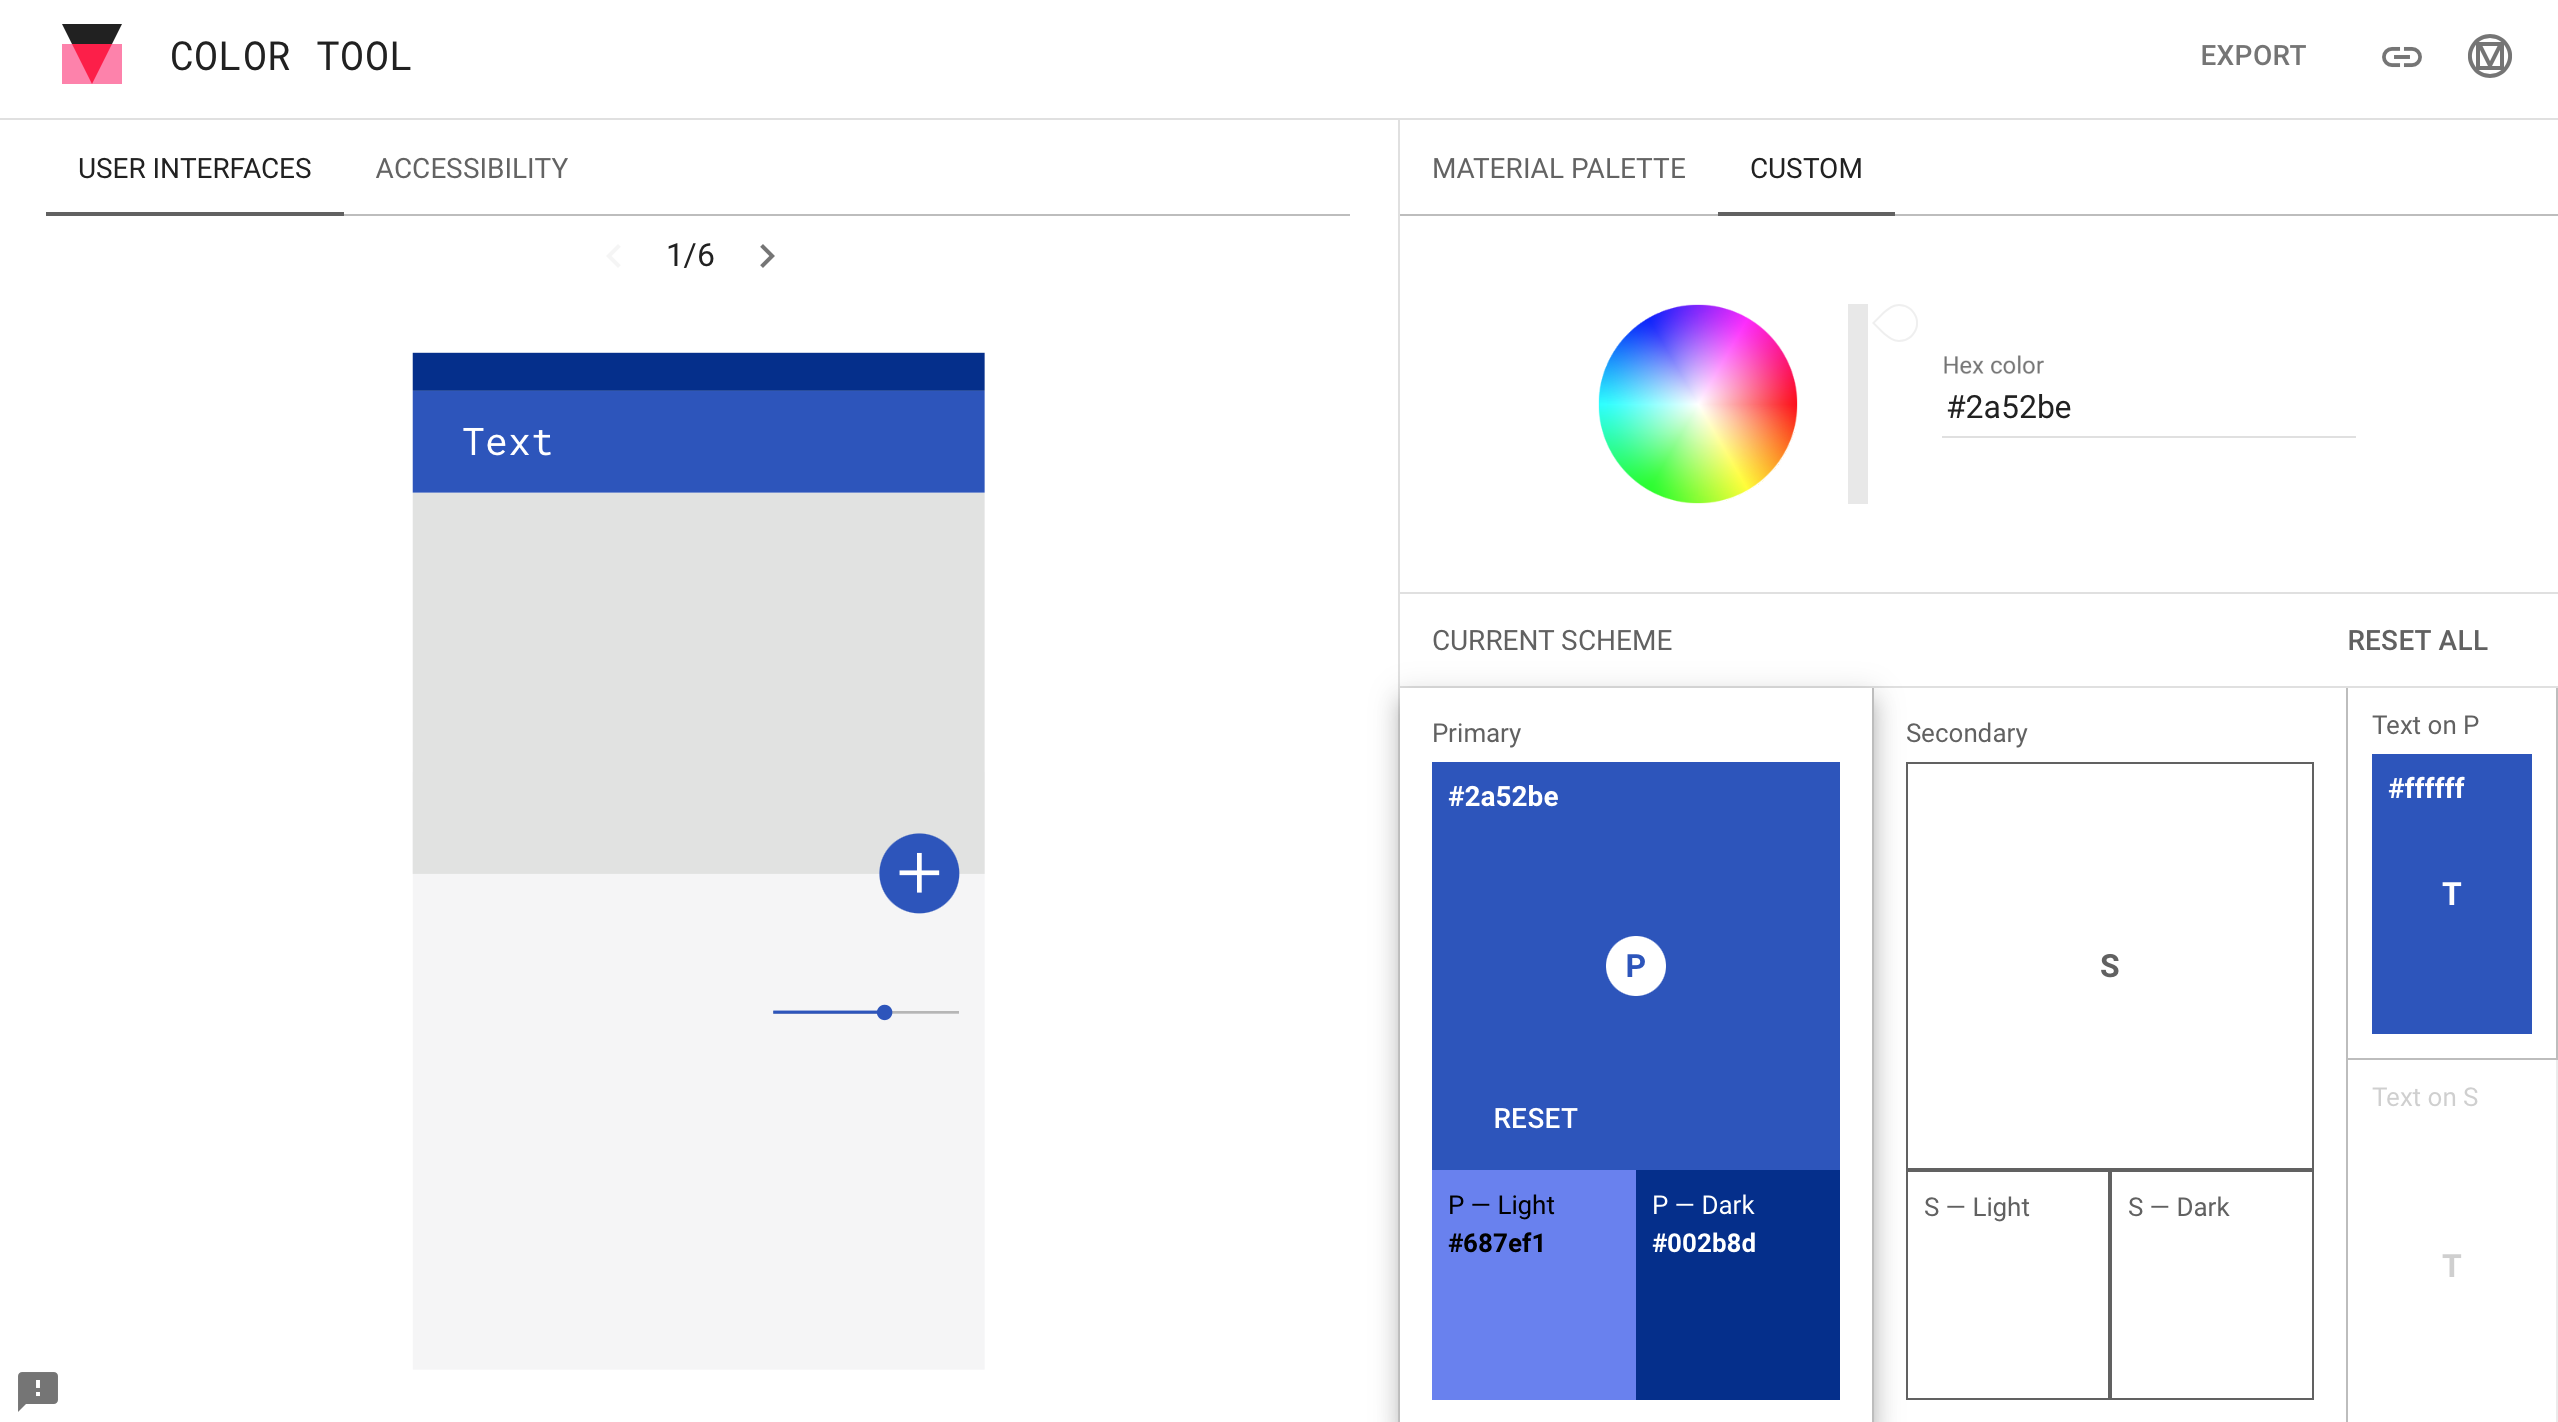 COLOR TOOL
EXPORT
USER INTERFACES
ACCESSIBILITY
1/6
Text
MATERIAL PALETTE
CUSTOM
Hex color
#2a52be
CURRENT SCHEME
RESET ALL
Primary
#2a52be
P
RESET
P — Light
#687ef1
P — Dark
#002b8d
Secondary
S
S — Light
S — Dark
Text on P
#ffffff
T
Text on S
T